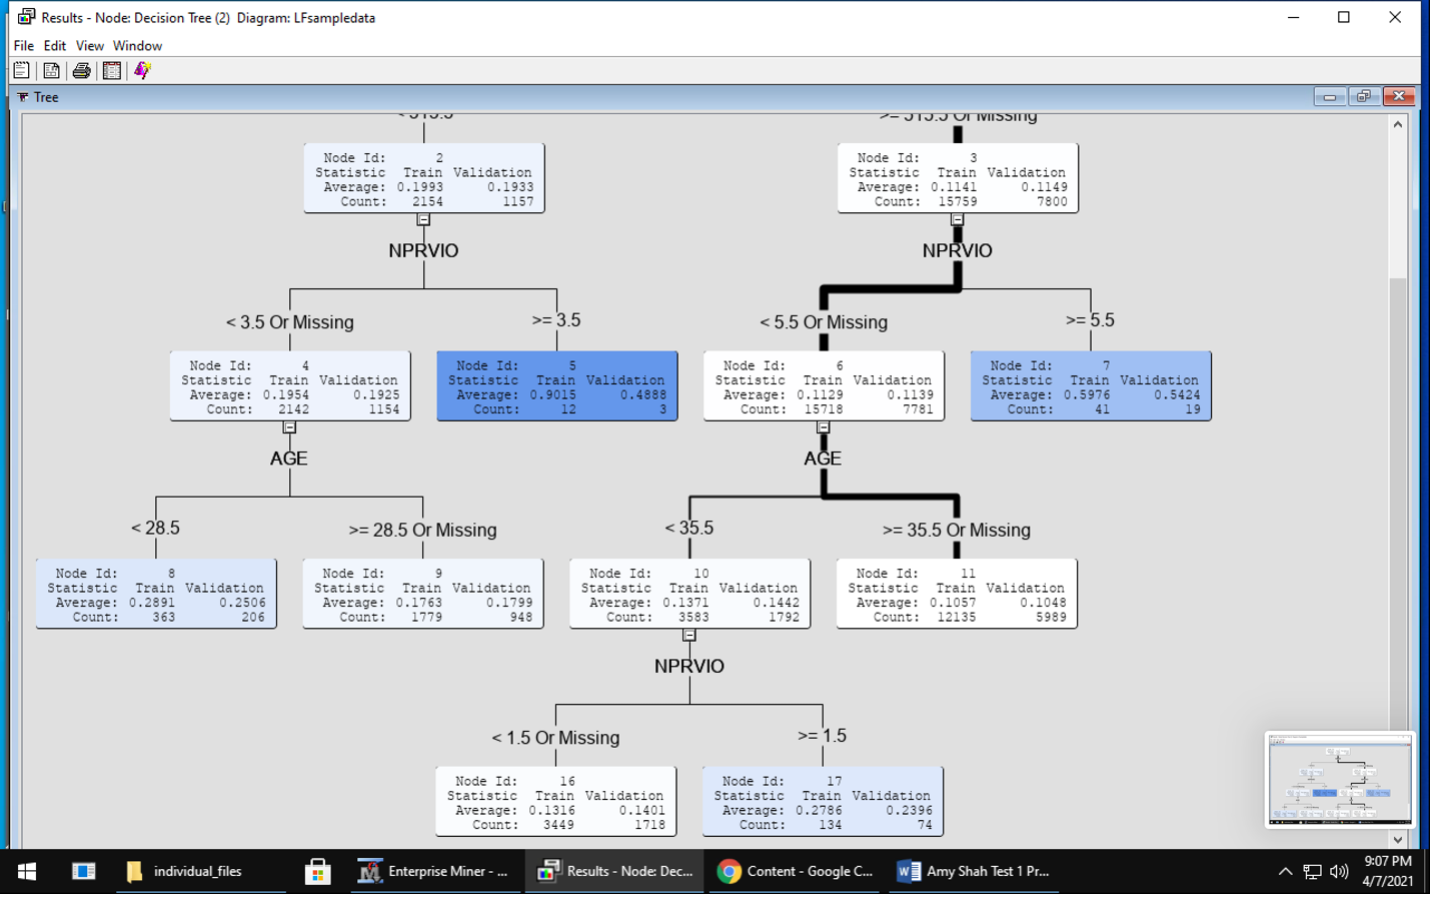 Results - Node: Decision Tree (2) Diagram: LFsampledata
File Edit View Window
Tree
< 515.5
>= 515.5 Or Missing
Node Id: 2
Statistic Train Validation
Average: 0.1993 0.1933
Count: 2154 1157
Node Id: 3
Statistic Train Validation
Average: 0.1141 0.1149
Count: 15759 7800
NPRVIO
NPRVIO
< 3.5 Or Missing
>= 3.5
< 5.5 Or Missing
>= 5.5
Node Id: 4
Statistic Train Validation
Average: 0.1954 0.1925
Count: 2142 1154
Node Id: 5
Statistic Train Validation
Average: 0.9015 0.4888
Count: 12 3
Node Id: 6
Statistic Train Validation
Average: 0.1129 0.1139
Count: 15718 7781
Node Id: 7
Statistic Train Validation
Average: 0.5976 0.5424
Count: 41 19
AGE
AGE
< 28.5
>= 28.5 Or Missing
< 35.5
>= 35.5 Or Missing
Node Id: 8
Statistic Train Validation
Average: 0.2891 0.2506
Count: 363 206
Node Id: 9
Statistic Train Validation
Average: 0.1763 0.1799
Count: 1779 948
Node Id: 10
Statistic Train Validation
Average: 0.1371 0.1442
Count: 3583 1792
Node Id: 11
Statistic Train Validation
Average: 0.1057 0.1048
Count: 12135 5989
NPRVIO
< 1.5 Or Missing
>= 1.5
Node Id: 16
Statistic Train Validation
Average: 0.1316 0.1401
Count: 3449 1718
Node Id: 17
Statistic Train Validation
Average: 0.2786 0.2396
Count: 134 74
individual_files
Enterprise Miner - ...
Results - Node: Dec...
Content - Google C...
Amy Shah Test 1 Pr...
9:07 PM
4/7/2021